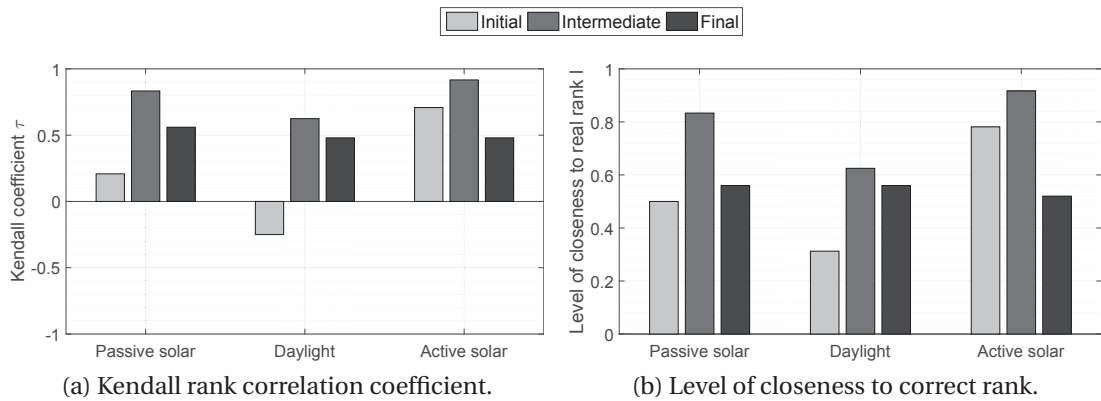 Initial Intermediate Final
Kendall coefficient τ
1
0.5
0
-0.5
-1
Passive solar Daylight Active solar
(a) Kendall rank correlation coefficient.
Level of closeness to real rank l
1
0.8
0.6
0.4
0.2
0
Passive solar Daylight Active solar
(b) Level of closeness to correct rank.